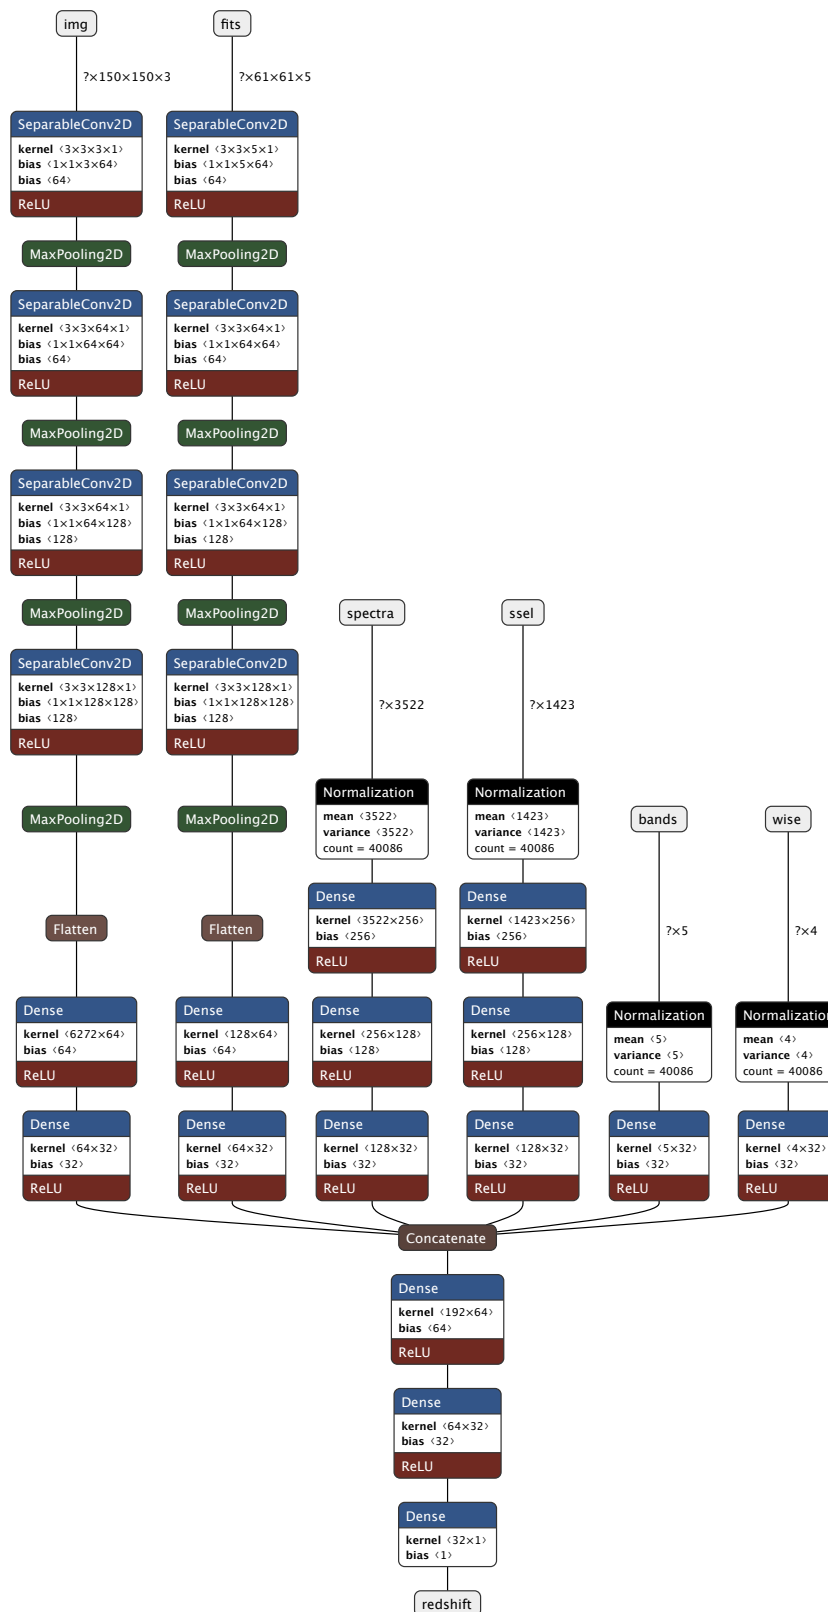 img
?×150×150×3
SeparableConv2D
kernel ⟨3×3×3×1⟩
bias ⟨1×1×3×64⟩
bias ⟨64⟩
ReLU
MaxPooling2D
SeparableConv2D
kernel ⟨3×3×64×1⟩
bias ⟨1×1×64×64⟩
bias ⟨64⟩
ReLU
MaxPooling2D
SeparableConv2D
kernel ⟨3×3×64×1⟩
bias ⟨1×1×64×128⟩
bias ⟨128⟩
ReLU
MaxPooling2D
SeparableConv2D
kernel ⟨3×3×128×1⟩
bias ⟨1×1×128×128⟩
bias ⟨128⟩
ReLU
MaxPooling2D
Flatten
Dense
kernel ⟨6272×64⟩
bias ⟨64⟩
ReLU
Dense
kernel ⟨64×32⟩
bias ⟨32⟩
ReLU
fits
?×61×61×5
SeparableConv2D
kernel ⟨3×3×5×1⟩
bias ⟨1×1×5×64⟩
bias ⟨64⟩
ReLU
MaxPooling2D
SeparableConv2D
kernel ⟨3×3×64×1⟩
bias ⟨1×1×64×64⟩
bias ⟨64⟩
ReLU
MaxPooling2D
SeparableConv2D
kernel ⟨3×3×64×1⟩
bias ⟨1×1×64×128⟩
bias ⟨128⟩
ReLU
MaxPooling2D
SeparableConv2D
kernel ⟨3×3×128×1⟩
bias ⟨1×1×128×128⟩
bias ⟨128⟩
ReLU
MaxPooling2D
Flatten
Dense
kernel ⟨128×64⟩
bias ⟨64⟩
ReLU
Dense
kernel ⟨64×32⟩
bias ⟨32⟩
ReLU
spectra
?×3522
Normalization
mean ⟨3522⟩
variance ⟨3522⟩
count = 40086
Dense
kernel ⟨3522×256⟩
bias ⟨256⟩
ReLU
Dense
kernel ⟨256×128⟩
bias ⟨128⟩
ReLU
Dense
kernel ⟨128×32⟩
bias ⟨32⟩
ReLU
ssel
?×1423
Normalization
mean ⟨1423⟩
variance ⟨1423⟩
count = 40086
Dense
kernel ⟨1423×256⟩
bias ⟨256⟩
ReLU
Dense
kernel ⟨256×128⟩
bias ⟨128⟩
ReLU
Dense
kernel ⟨128×32⟩
bias ⟨32⟩
ReLU
bands
?×5
Normalization
mean ⟨5⟩
variance ⟨5⟩
count = 40086
Dense
kernel ⟨5×32⟩
bias ⟨32⟩
ReLU
wise
?×4
Normalization
mean ⟨4⟩
variance ⟨4⟩
count = 40086
Dense
kernel ⟨4×32⟩
bias ⟨32⟩
ReLU
Concatenate
Dense
kernel ⟨192×64⟩
bias ⟨64⟩
ReLU
Dense
kernel ⟨64×32⟩
bias ⟨32⟩
ReLU
Dense
kernel ⟨32×1⟩
bias ⟨1⟩
redshift